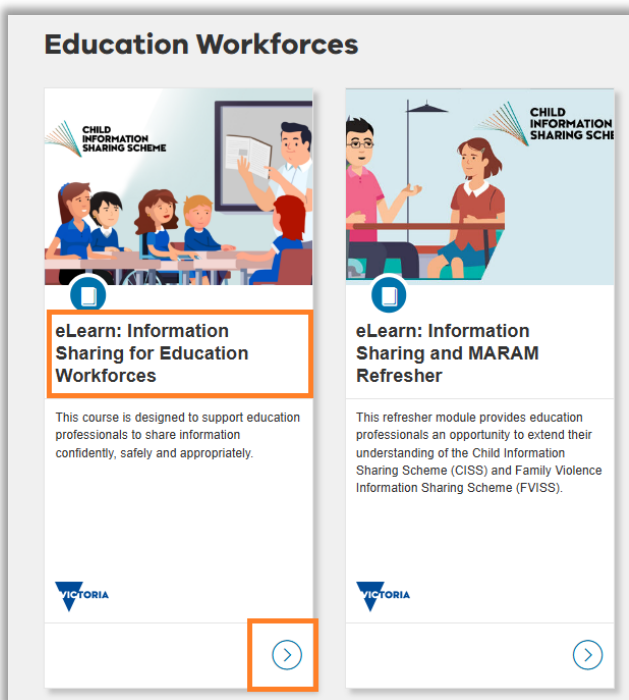 Education Workforces
CHILD
INFORMATION
SHARING SCHEME
eLearn: Information
Sharing for Education
Workforces
This course is designed to support education
professionals to share information
confidently, safely and appropriately.
VICTORIA
CHILD
INFORMATION
SHARING SCHE
eLearn: Information
Sharing and MARAM
Refresher
This refresher module provides education
professionals an opportunity to extend their
understanding of the Child Information
Sharing Scheme (CISS) and Family Violence
Information Sharing Scheme (FVISS).
VICTORIA